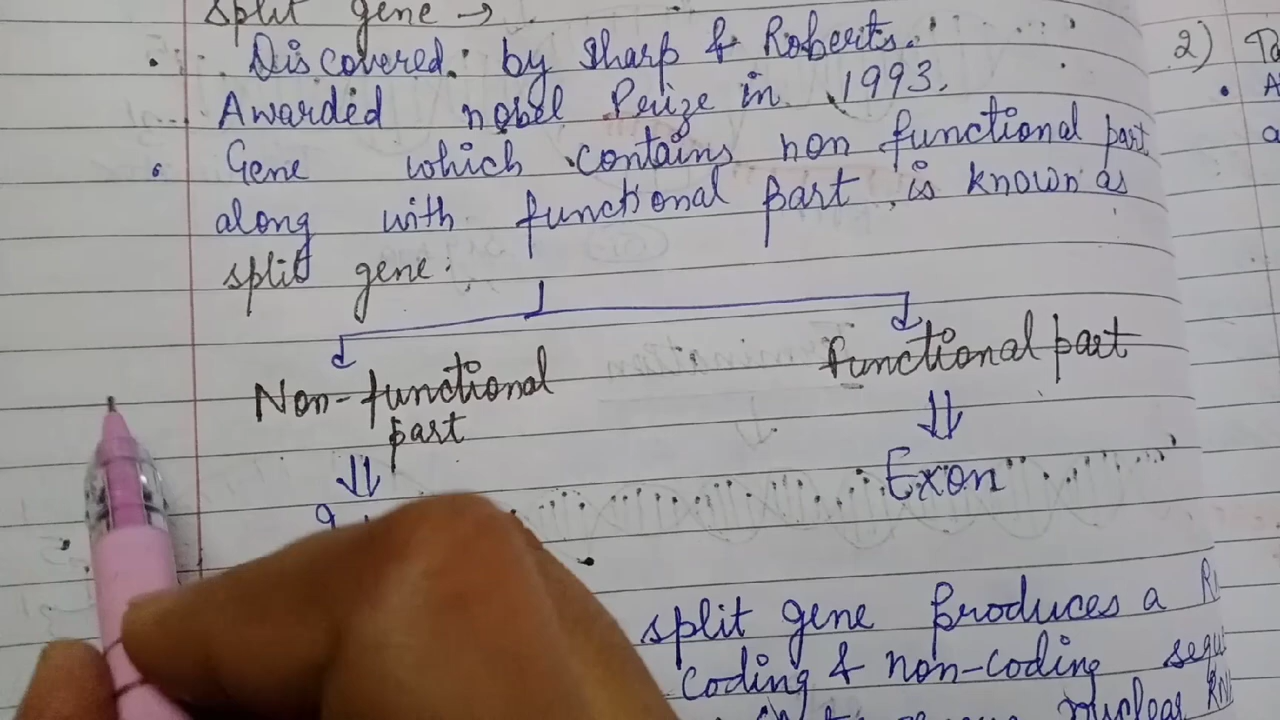 split gene →
Discovered by Sharp & Roberts. 2)
Awarded nobel Prize in 1993.
Gene which contains non functional part
along with functional part is known as
split gene:
Non-functional Functional part
part
Exon
split gene produces a
coding & non-coding
nuclear